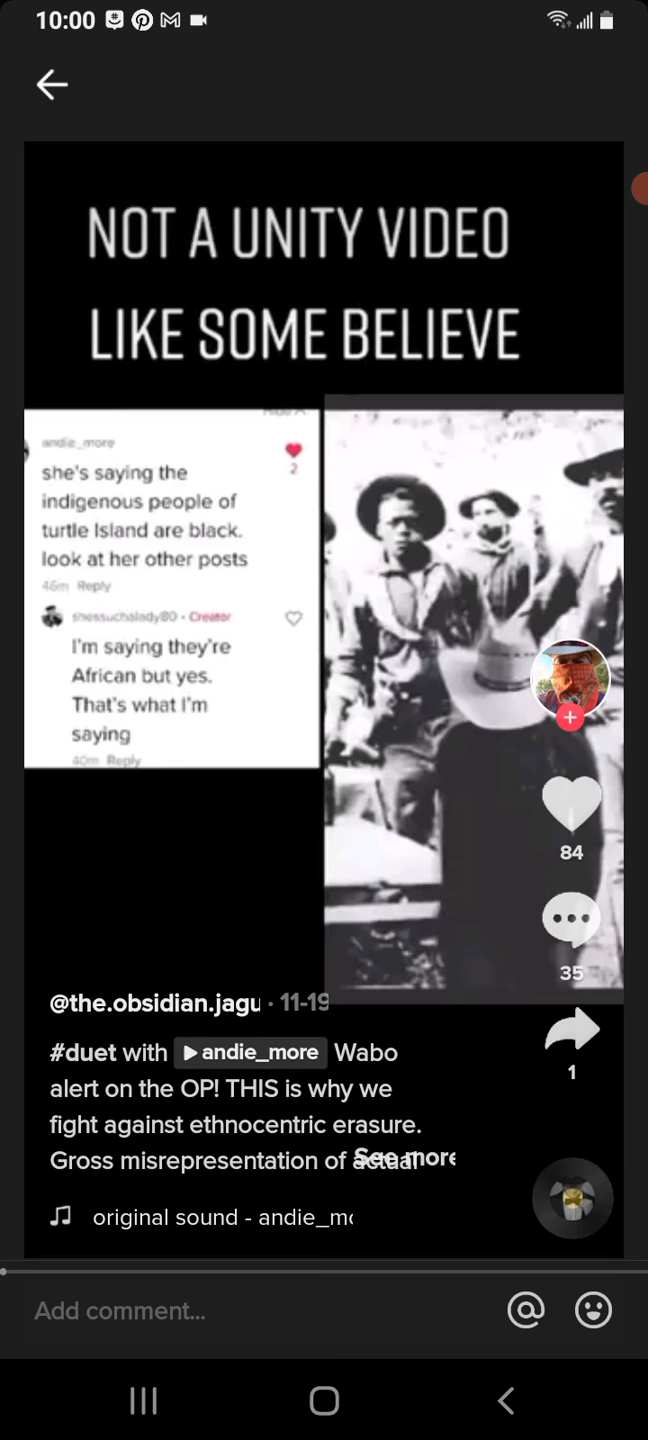 10:00
NOT A UNITY VIDEO
LIKE SOME BELIEVE
andie_more
she's saying the
indigenous people of
turtle Island are black.
look at her other posts
2
46m Reply
shessuchalady80 · Creator
I'm saying they're
African but yes.
That's what I'm
saying
40m Reply
84
35
1
@the.obsidian.jagu · 11-19
#duet with andie_more Wabo
alert on the OP! THIS is why we
fight against ethnocentric erasure.
Gross misrepresentation of actual
See more
original sound - andie_mo
Add comment...